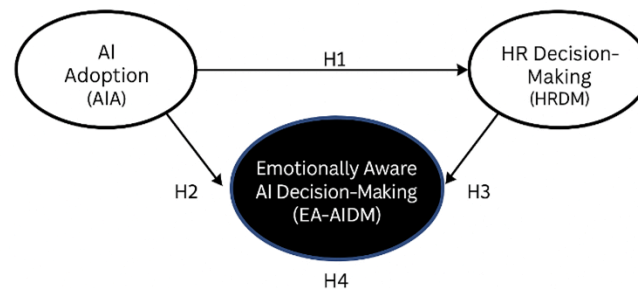 AI
Adoption
(AIA)
H1
HR Decision-
Making
(HRDM)
H2
Emotionally Aware
AI Decision-Making
(EA-AIDM)
H3
H4